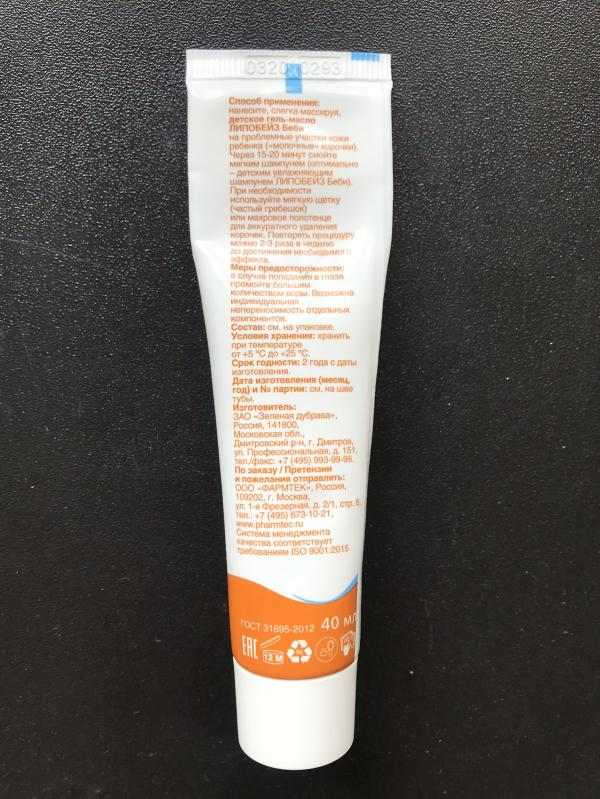 0320 0293
Способ применения:
нанесите, слегка массируя,
детское гель-масло
ЛИПОБЕЙЗ Беби
на проблемные участки кожи
ребенка («молочные» корочки).
Через 15-20 минут смойте
мягким шампунем (оптимально
– детским увлажняющим
шампунем ЛИПОБЕЙЗ Беби).
При необходимости
используйте мягкую щетку
(частый гребешок)
или махровое полотенце
для аккуратного удаления
корочек. Повторять процедуру
можно 2-3 раза в неделю
до достижения необходимого
эффекта.
Меры предосторожности:
в случае попадания в глаза
промойте большим
количеством воды. Возможна
индивидуальная
непереносимость отдельных
компонентов.
Состав: см. на упаковке.
Условия хранения: хранить
при температуре
от +5 °C до +25 °C.
Срок годности: 2 года с даты
изготовления.
Дата изготовления (месяц,
год) и № партии: см. на шве
тубы.
Изготовитель:
ЗАО «Зеленая дубрава»,
Россия, 141800,
Московская обл.,
Дмитровский р-н, г. Дмитров,
ул. Профессиональная, д. 151,
тел./факс: +7 (495) 993-99-95.
По заказу / Претензии
и пожелания отправлять:
ООО «ФАРМТЕК», Россия,
109202, г. Москва,
ул. 1-я Фрезерная, д. 2/1, стр. 6,
тел.: +7 (495) 673-10-21,
www.pharmtec.ru
Система менеджмента
качества соответствует
требованиям ISO 9001:2015
ГОСТ 31695-2012 40 мл
EAC 12 M 90